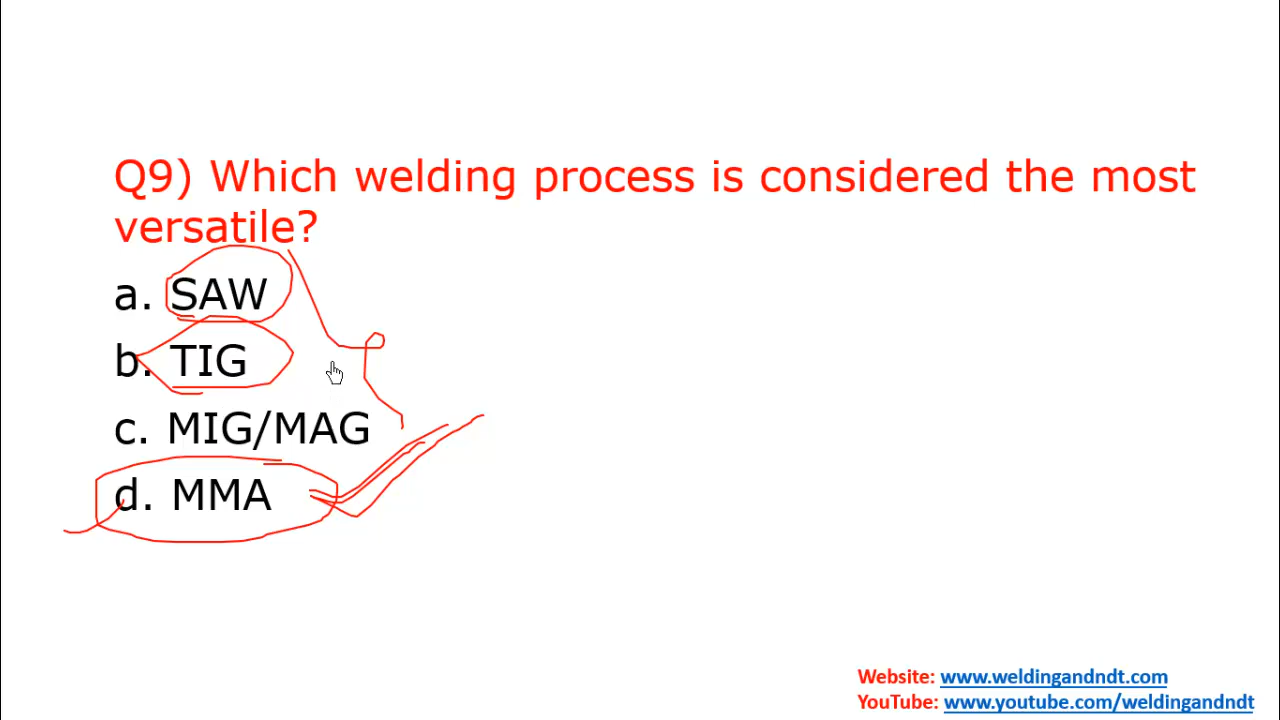 Q9) Which welding process is considered the most
versatile?
a. SAW
b. TIG
c. MIG/MAG
d. MMA
Website: www.weldingandndt.com
YouTube: www.youtube.com/weldingandndt